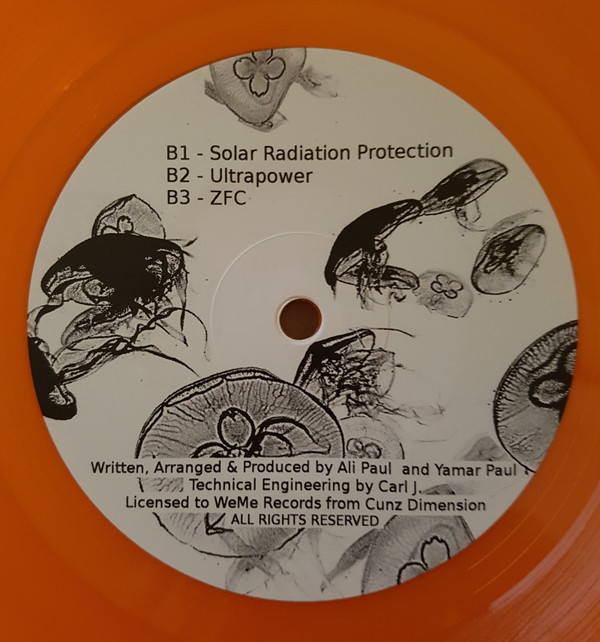 B1 - Solar Radiation Protection
B2 - Ultrapower
B3 - ZFC
Written, Arranged & Produced by Ali Paul and Yamar Paul
Technical Engineering by Carl J.
Licensed to WeMe Records from Cunz Dimension
ALL RIGHTS RESERVED